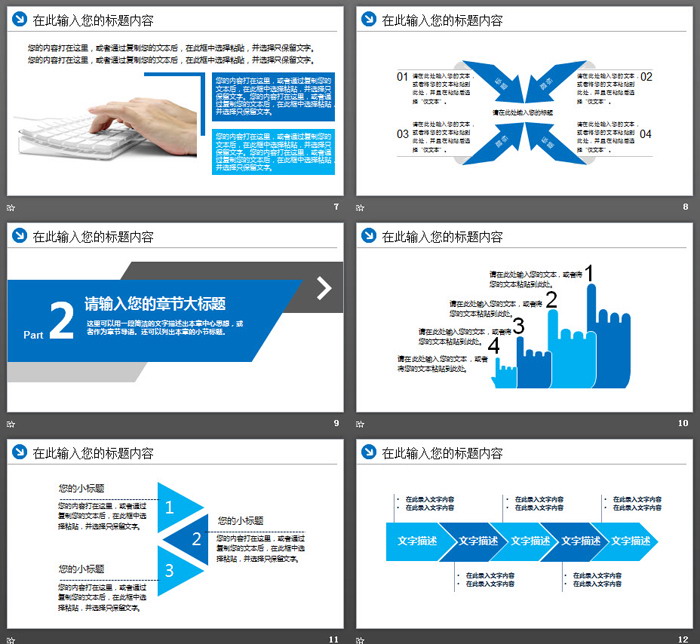 在此输入您的标题内容
您的内容打在这里，或者通过复制您的文本后，在此框中选择粘贴，并选择只保留文字。
您的内容打在这里，或者通过复制您的文本后，在此框中选择粘贴，并选择只保留文字。
您的内容打在这里，或者通过复制您的
文本后，在此框中选择粘贴，并选择只
保留文字。您的内容打在这里，或者通
过复制您的文本后，在此框中选择粘贴，
并选择只保留文字。
您的内容打在这里，或者通过复制您的
文本后，在此框中选择粘贴，并选择只
保留文字。您的内容打在这里，或者通
过复制您的文本后，在此框中选择粘贴，
并选择只保留文字。
7
在此输入您的标题内容
01
请在此处输入您的文本，
或者将您的文本粘贴到
此处，并且在粘贴后选
择“仅文本”。
请在此处输入您的文本，
或者将您的文本粘贴到
此处，并且在粘贴后选
择“仅文本”。
02
请在此处输入您的标题
03
请在此处输入您的文本，
或者将您的文本粘贴到
此处，并且在粘贴后选
择“仅文本”。
请在此处输入您的文本，
或者将您的文本粘贴到
此处，并且在粘贴后选
择“仅文本”。
04
8
在此输入您的标题内容
Part 2
请输入您的章节大标题
这里可以用一段简洁的文字描述出本章中心思想，或
者作为章节导语。还可以列出本章的小节标题。
9
在此输入您的标题内容
请在此处输入您的文本，或者将
您的文本粘贴到此处。
1
请在此处输入您的文本，或者将
您的文本粘贴到此处。
2
请在此处输入您的文本，或者将
您的文本粘贴到此处。
3
请在此处输入您的文本，或者
将您的文本粘贴到此处。
4
10
在此输入您的标题内容
您的小标题
您的内容打在这里，或者通过
复制您的文本后，在此框中选
择粘贴，并选择只保留文字。
1
您的小标题
您的内容打在这里，或者通过
复制您的文本后，在此框中选
择粘贴，并选择只保留文字。
2
您的小标题
您的内容打在这里，或者通过
复制您的文本后，在此框中选
择粘贴，并选择只保留文字。
3
11
在此输入您的标题内容
• 在此录入文字内容
• 在此录入文字内容
• 在此录入文字内容
• 在此录入文字内容
• 在此录入文字内容
• 在此录入文字内容
文字描述 文字描述 文字描述 文字描述 文字描述
• 在此录入文字内容
• 在此录入文字内容
• 在此录入文字内容
• 在此录入文字内容
12